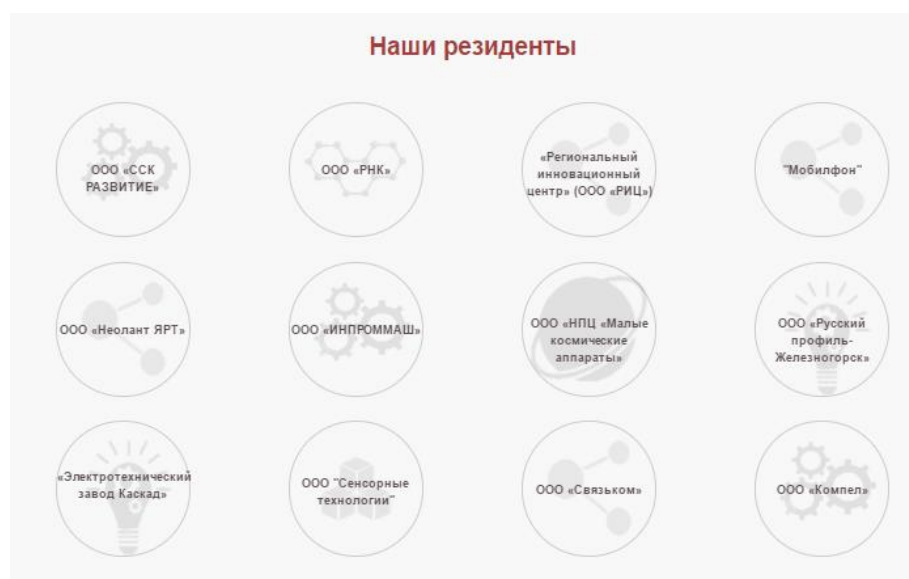 Наши резиденты
ООО «ССК
РАЗВИТИЕ»
ООО «РНК»
«Региональный
инновационный
центр» (ООО «РИЦ»)
"Мобилфон"
ООО «Неолант ЯРТ»
ООО «ИНПРОММАШ»
ООО «НПЦ «Малые
космические
аппараты»
ООО «Русский
профиль-
Железногорск»
«Электротехнический
завод Каскад»
ООО "Сенсорные
технологии"
ООО «Связьком»
ООО «Компел»